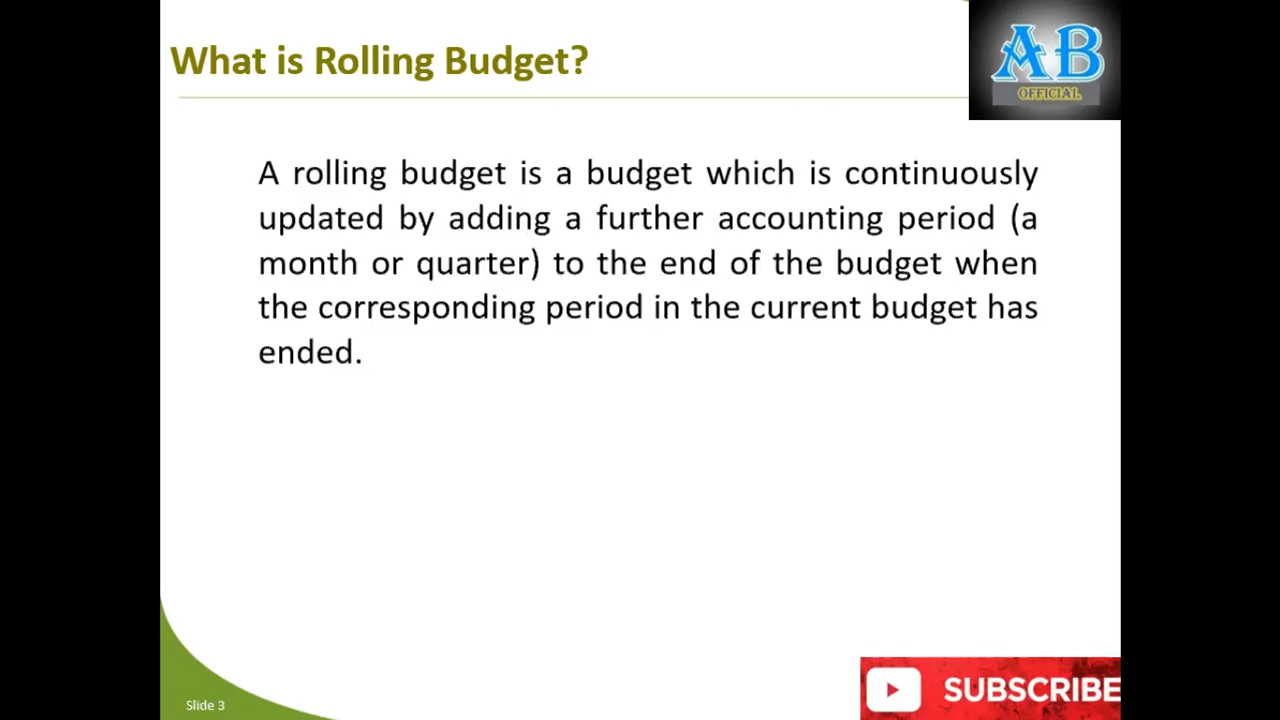 What is Rolling Budget?
AB
OFFICIAL
A rolling budget is a budget which is continuously
updated by adding a further accounting period (a
month or quarter) to the end of the budget when
the corresponding period in the current budget has
ended.
Slide 3
SUBSCRIBE